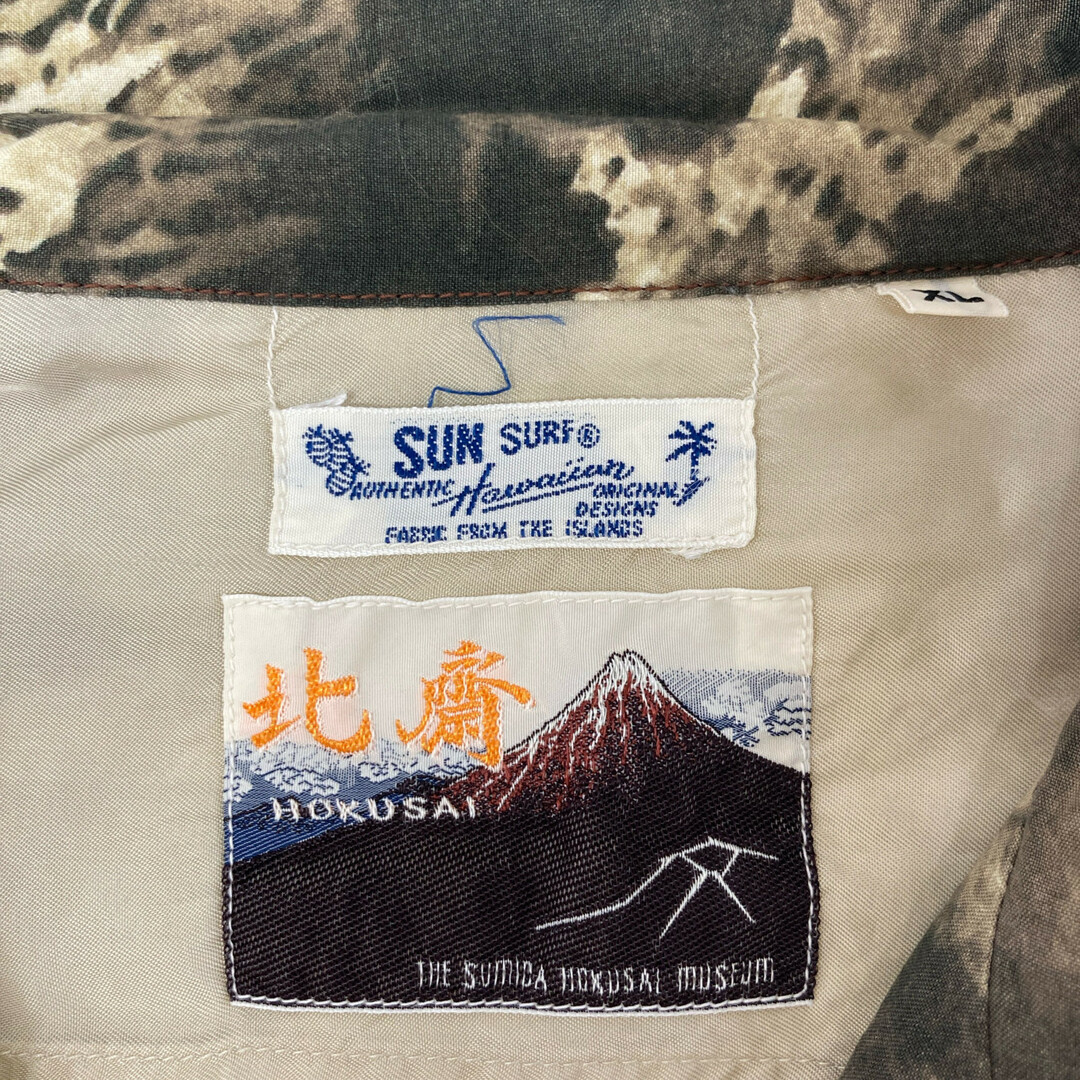 XL
SUN SURF®
AUTHENTIC Hawaiian ORIGINAL
DESIGNS
FABRIC FROM THE ISLANDS
北斎
HOKUSAI
THE SUMIDA HOKUSAI MUSEUM